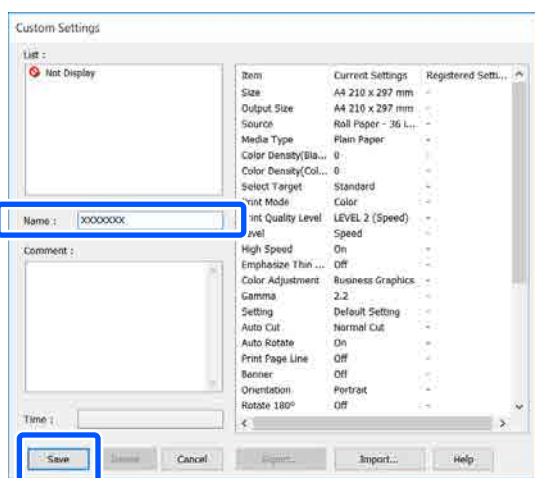 Custom Settings
List :
Not Display
Item Current Settings Registered Setti...
Size A4 210 x 297 mm -
Output Size A4 210 x 297 mm -
Source Roll Paper - 36 i... -
Media Type Plain Paper -
Color Density(Bla... 0 -
Color Density(Col... 0 -
Select Target Standard -
Print Mode Color -
Name : XXXXXXX
Print Quality Level LEVEL 2 (Speed) -
Level Speed -
Comment :
High Speed On -
Emphasize Thin ... Off -
Color Adjustment Business Graphics -
Gamma 2.2 -
Setting Default Setting -
Auto Cut Normal Cut -
Auto Rotate On -
Print Page Line Off -
Banner Off -
Orientation Portrait -
Rotate 180° Off -
Time :
Save Delete Cancel Export... Import... Help